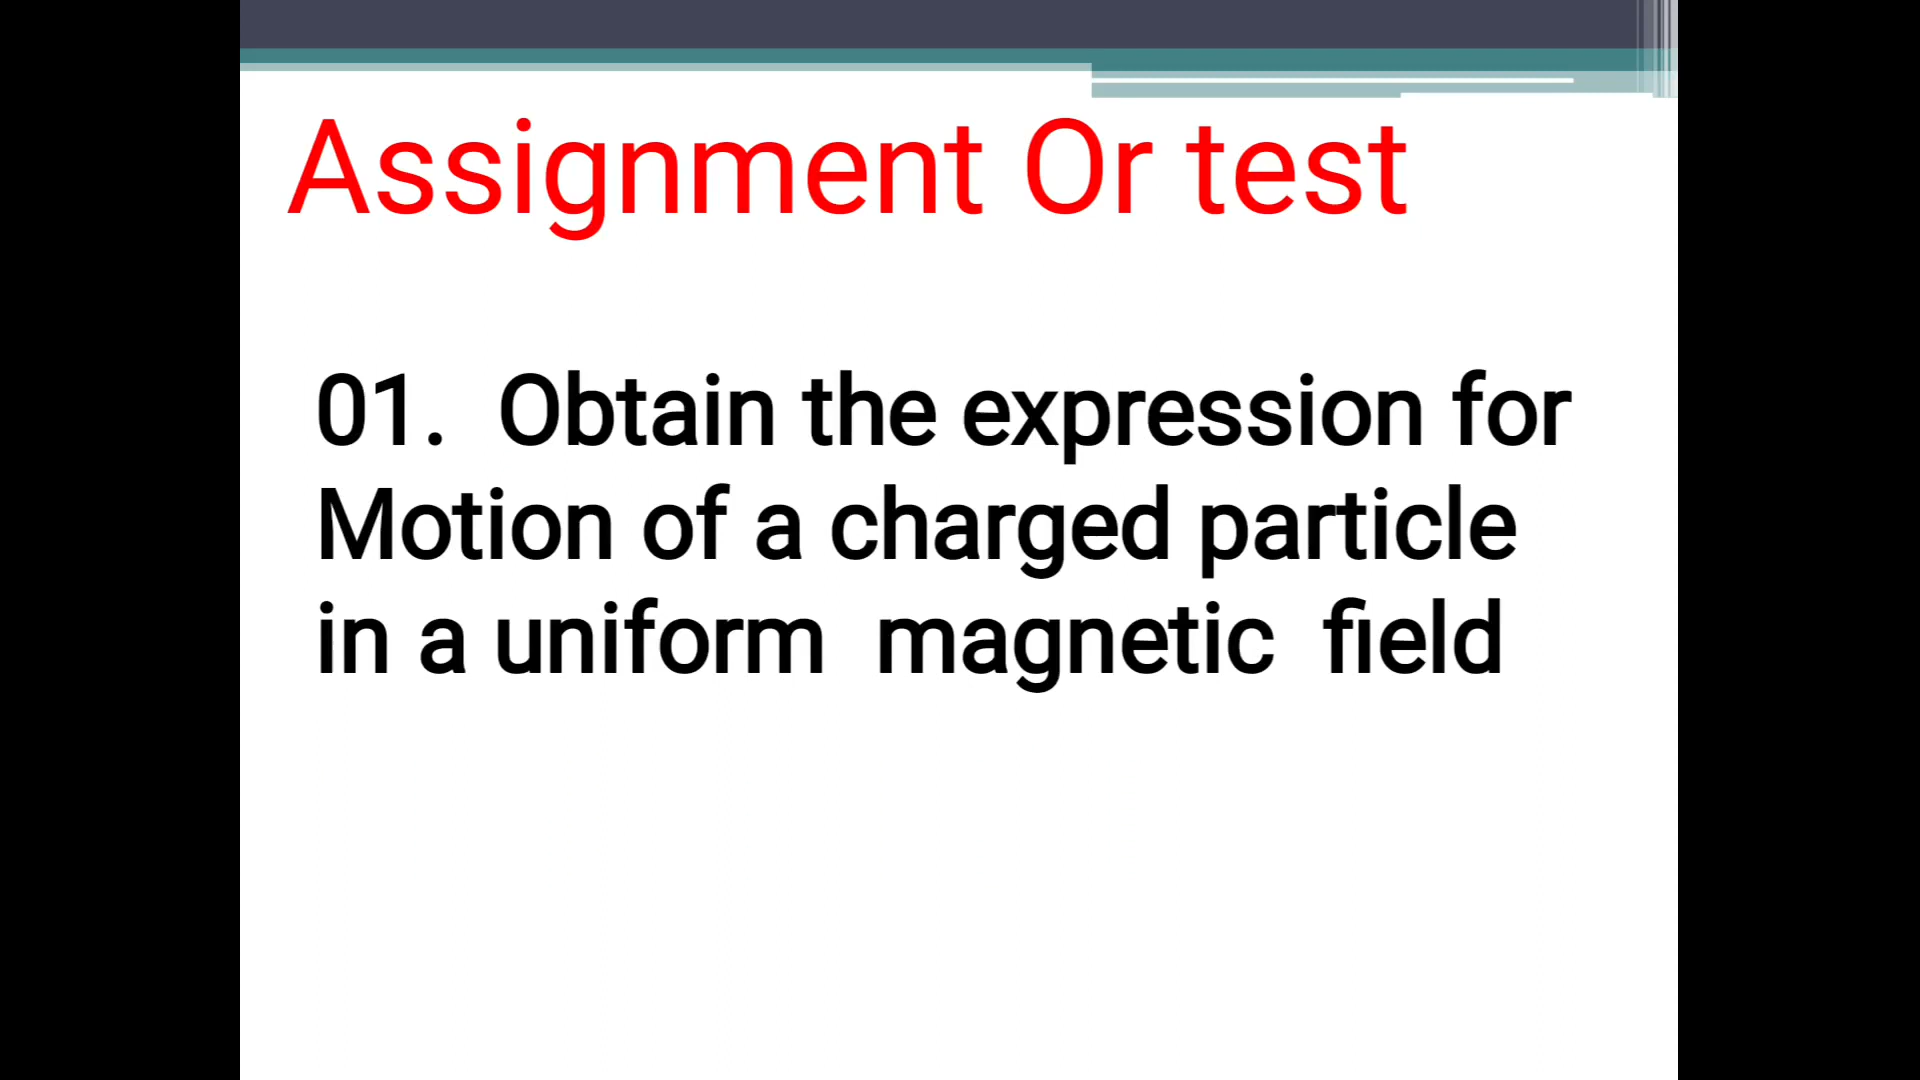 Assignment Or test
01. Obtain the expression for
Motion of a charged particle
in a uniform magnetic field